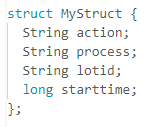 struct MyStruct {
  String action;
  String process;
  String lotid;
  long starttime;
};